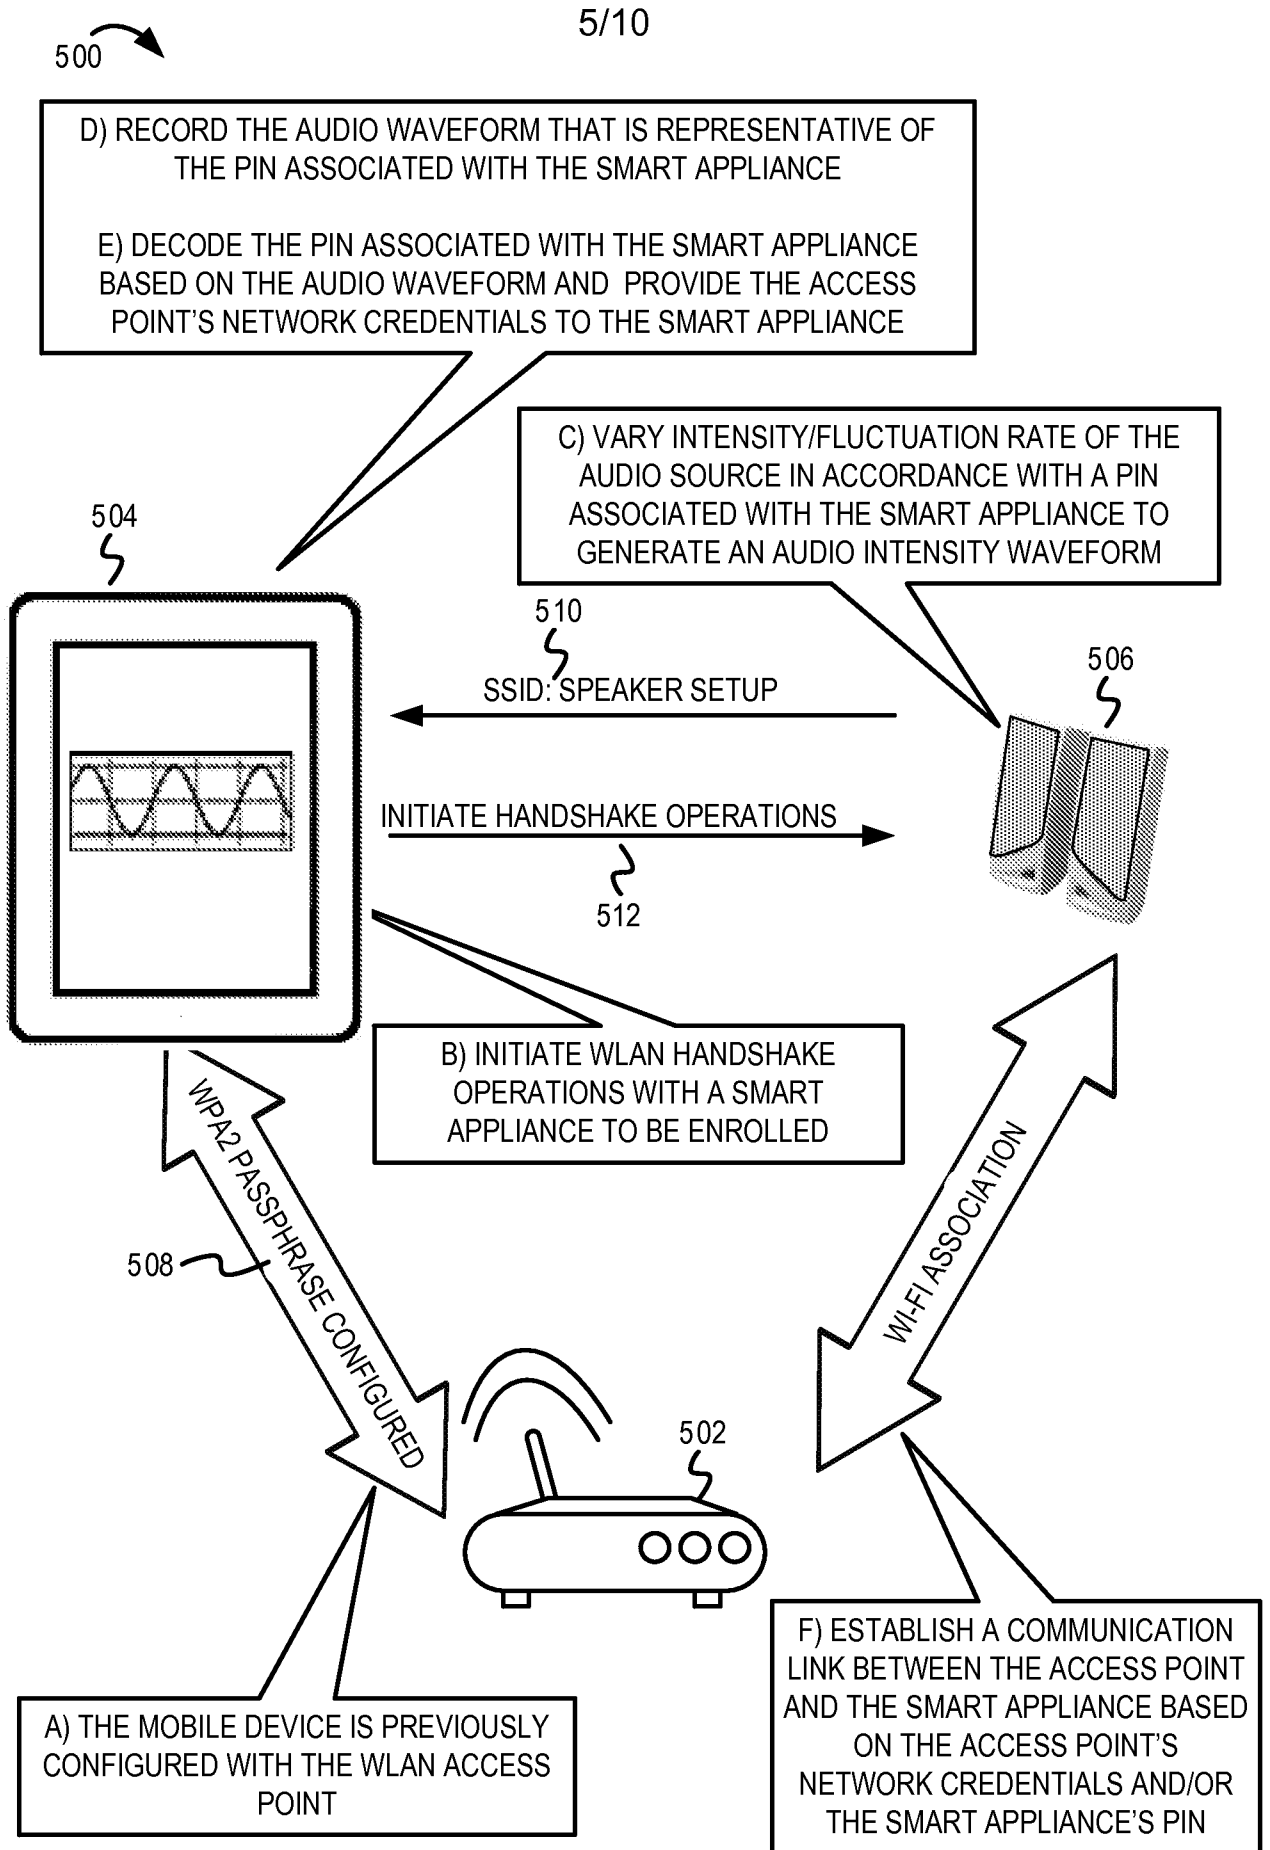 5/10
500
D) RECORD THE AUDIO WAVEFORM THAT IS REPRESENTATIVE OF
THE PIN ASSOCIATED WITH THE SMART APPLIANCE
E) DECODE THE PIN ASSOCIATED WITH THE SMART APPLIANCE
BASED ON THE AUDIO WAVEFORM AND PROVIDE THE ACCESS
POINT'S NETWORK CREDENTIALS TO THE SMART APPLIANCE
C) VARY INTENSITY/FLUCTUATION RATE OF THE
AUDIO SOURCE IN ACCORDANCE WITH A PIN
ASSOCIATED WITH THE SMART APPLIANCE TO
GENERATE AN AUDIO INTENSITY WAVEFORM
504
510
SSID: SPEAKER SETUP
506
INITIATE HANDSHAKE OPERATIONS
512
B) INITIATE WLAN HANDSHAKE
OPERATIONS WITH A SMART
APPLIANCE TO BE ENROLLED
WPA2 PASSPHRASE CONFIGURED
508
WI-FI ASSOCIATION
502
A) THE MOBILE DEVICE IS PREVIOUSLY
CONFIGURED WITH THE WLAN ACCESS
POINT
F) ESTABLISH A COMMUNICATION
LINK BETWEEN THE ACCESS POINT
AND THE SMART APPLIANCE BASED
ON THE ACCESS POINT'S
NETWORK CREDENTIALS AND/OR
THE SMART APPLIANCE'S PIN